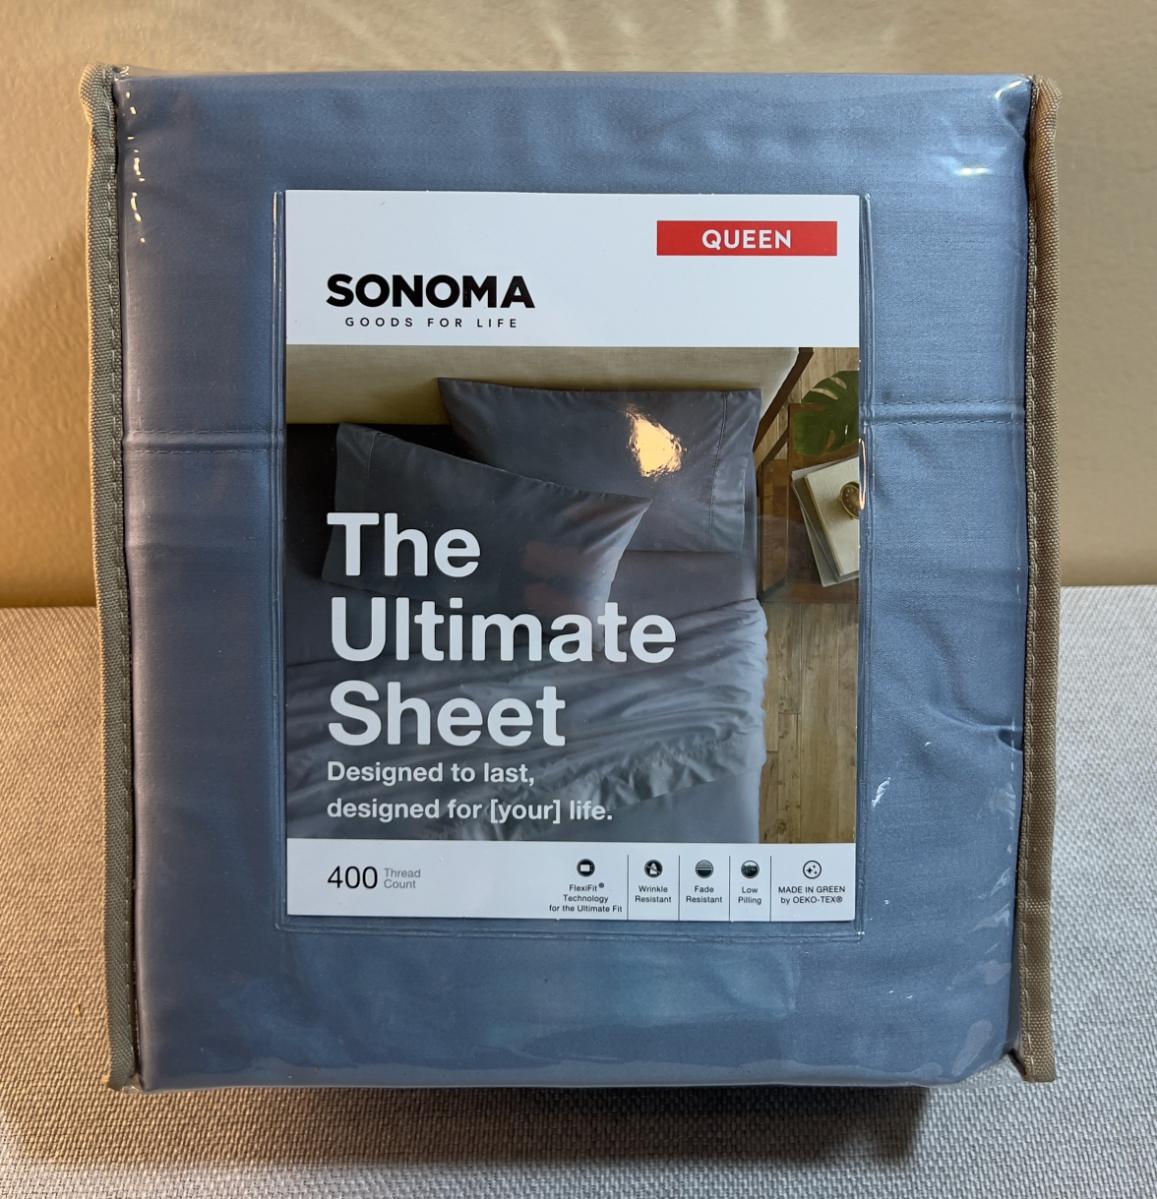 QUEEN
SONOMA
GOODS FOR LIFE
The
Ultimate
Sheet
Designed to last,
designed for [your] life.
400 Thread
Count
FlexiFit®
Technology
for the Ultimate Fit
Wrinkle
Resistant
Fade
Resistant
Low
Pilling
MADE IN GREEN
by OEKO-TEX®